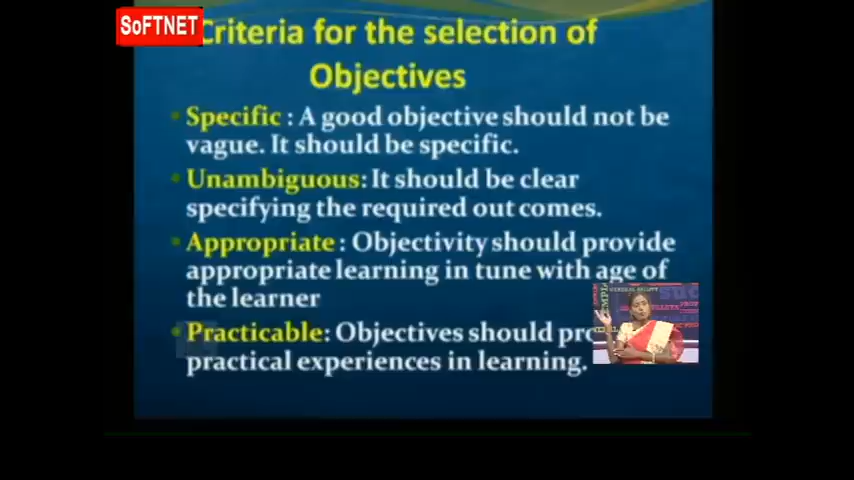 SoFTNET
Criteria for the selection of
Objectives
Specific : A good objective should not be
vague. It should be specific.
Unambiguous: It should be clear
specifying the required out comes.
Appropriate : Objectivity should provide
appropriate learning in tune with age of
the learner
Practicable: Objectives should
practical experiences in learning.